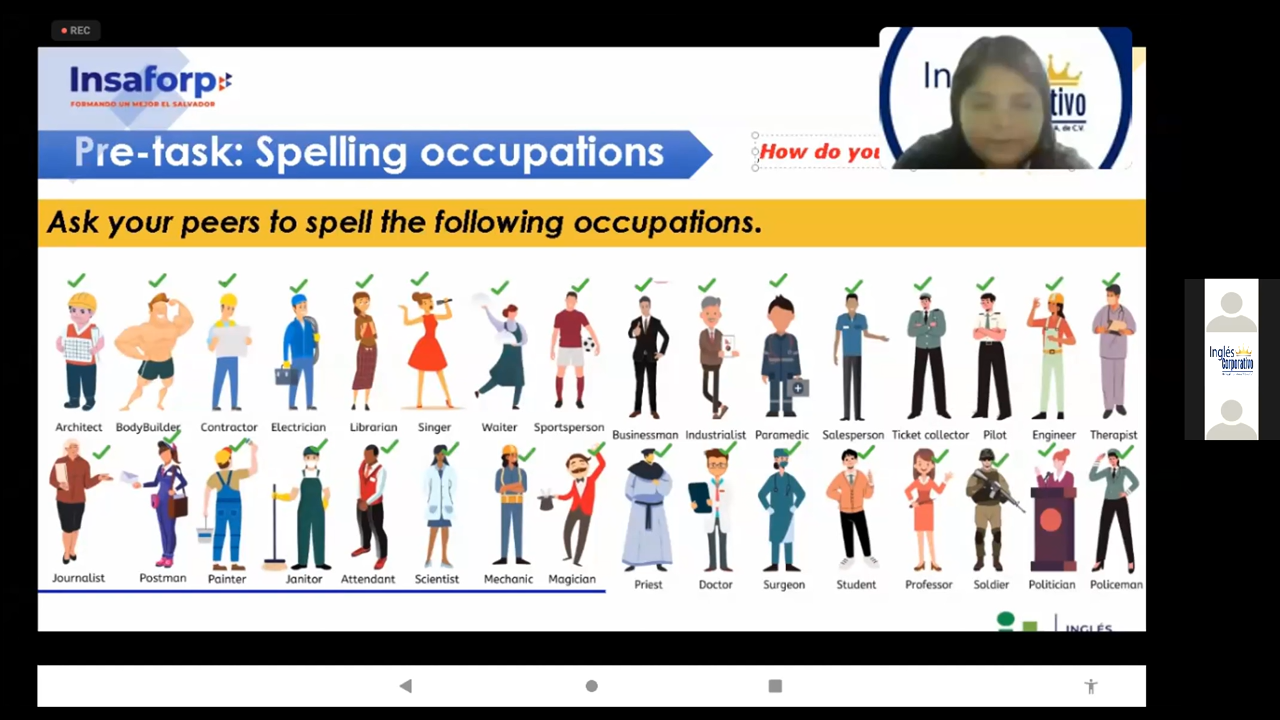 REC
Insaforp
FORMANDO UN MEJOR EL SALVADOR
In
tivo
A. de C.V.
Pre-task: Spelling occupations
How do you
Ask your peers to spell the following occupations.
Architect BodyBuilder Contractor Electrician Librarian Singer Waiter Sportsperson Businessman Industrialist Paramedic Salesperson Ticket collector Pilot Engineer Therapist
Inglés
Corporativo
Journalist Postman Painter Janitor Attendant Scientist Mechanic Magician Priest Doctor Surgeon Student Professor Soldier Politician Policeman
INGLÉS